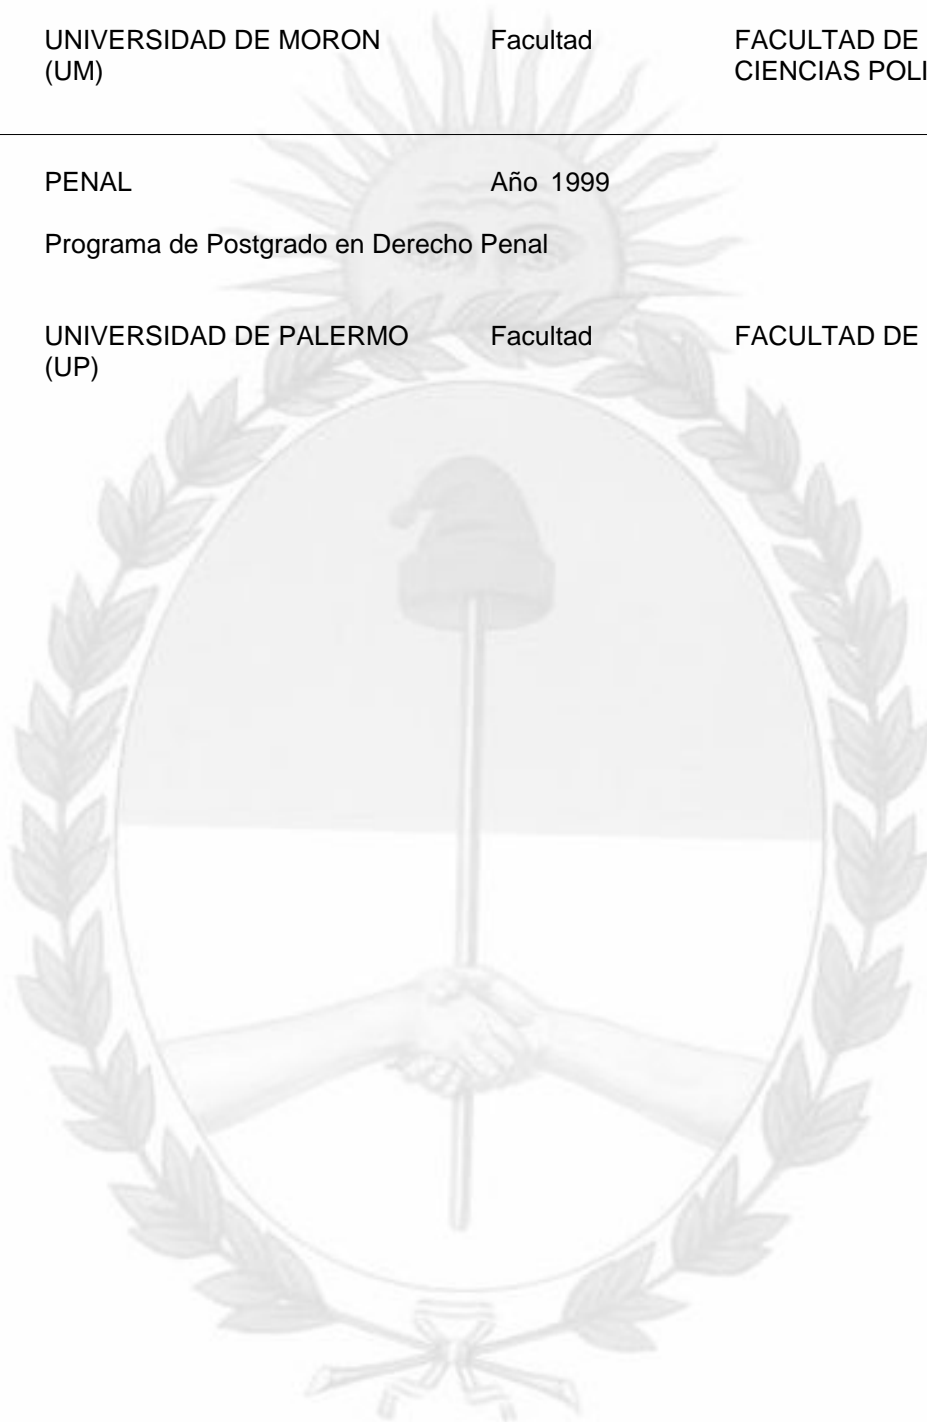 UNIVERSIDAD DE MORON Facultad FACULTAD DE
(UM) CIENCIAS POLI
PENAL Año 1999
Programa de Postgrado en Derecho Penal
UNIVERSIDAD DE PALERMO Facultad FACULTAD DE
(UP)